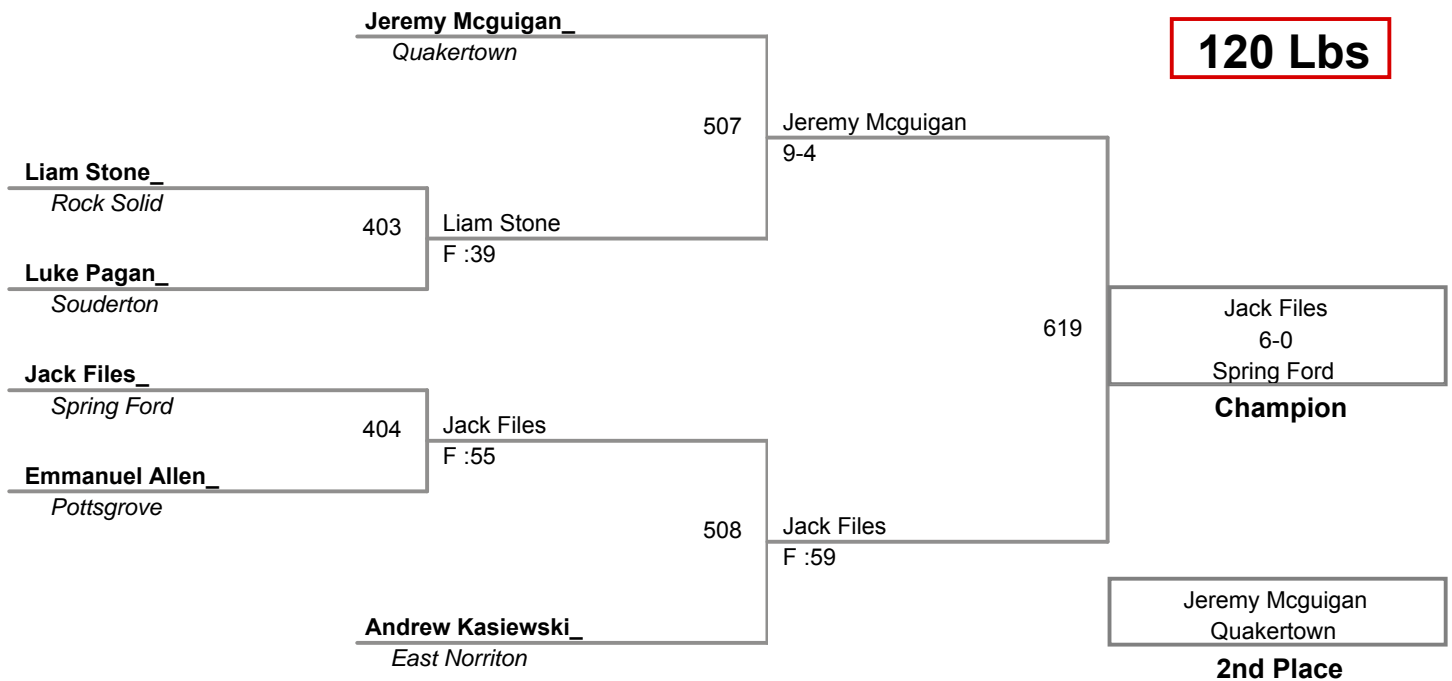 Jeremy Mcguigan_
Quakertown
120 Lbs
507
Jeremy Mcguigan
9-4
Liam Stone_
Rock Solid
403
Liam Stone
F :39
Luke Pagan_
Souderton
619
Jack Files
6-0
Spring Ford
Champion
Jack Files_
Spring Ford
404
Jack Files
F :55
Emmanuel Allen_
Pottsgrove
508
Jack Files
F :59
Andrew Kasiewski_
East Norriton
Jeremy Mcguigan
Quakertown
2nd Place